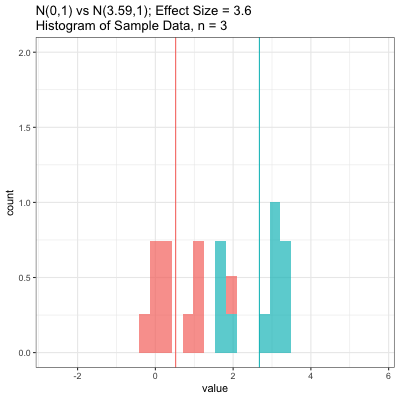 N(0,1) vs N(3.59,1); Effect Size = 3.6
Histogram of Sample Data, n = 3
2.0
1.5
count
1.0
0.5
0.0
-2 0 2 4 6
value